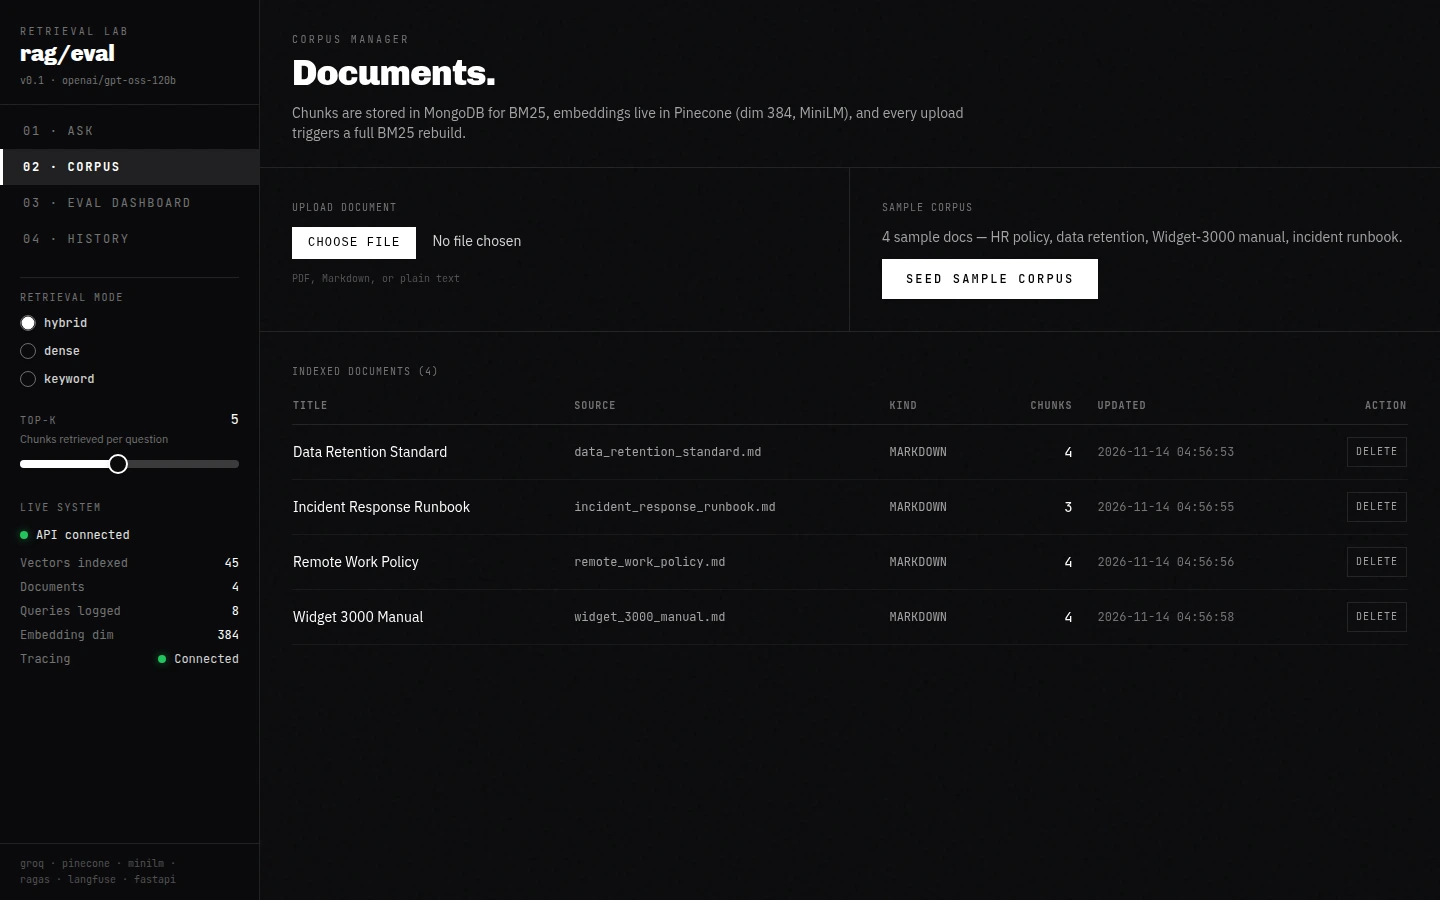 RETRIEVAL LAB
rag/eval
v0.1 · openai/gpt-oss-120b
01 · ASK
02 · CORPUS
03 · EVAL DASHBOARD
04 · HISTORY
RETRIEVAL MODE
hybrid
dense
keyword
TOP-K 5
Chunks retrieved per question
LIVE SYSTEM
API connected
Vectors indexed 45
Documents 4
Queries logged 8
Embedding dim 384
Tracing Connected
groq · pinecone · minilm ·
ragas · langfuse · fastapi
CORPUS MANAGER
Documents.
Chunks are stored in MongoDB for BM25, embeddings live in Pinecone (dim 384, MiniLM), and every upload
triggers a full BM25 rebuild.
UPLOAD DOCUMENT
CHOOSE FILE No file chosen
PDF, Markdown, or plain text
SAMPLE CORPUS
4 sample docs — HR policy, data retention, Widget-3000 manual, incident runbook.
SEED SAMPLE CORPUS
INDEXED DOCUMENTS (4)
TITLE SOURCE KIND CHUNKS UPDATED ACTION
Data Retention Standard data_retention_standard.md MARKDOWN 4 2026-11-14 04:56:53 DELETE
Incident Response Runbook incident_response_runbook.md MARKDOWN 3 2026-11-14 04:56:55 DELETE
Remote Work Policy remote_work_policy.md MARKDOWN 4 2026-11-14 04:56:56 DELETE
Widget 3000 Manual widget_3000_manual.md MARKDOWN 4 2026-11-14 04:56:58 DELETE